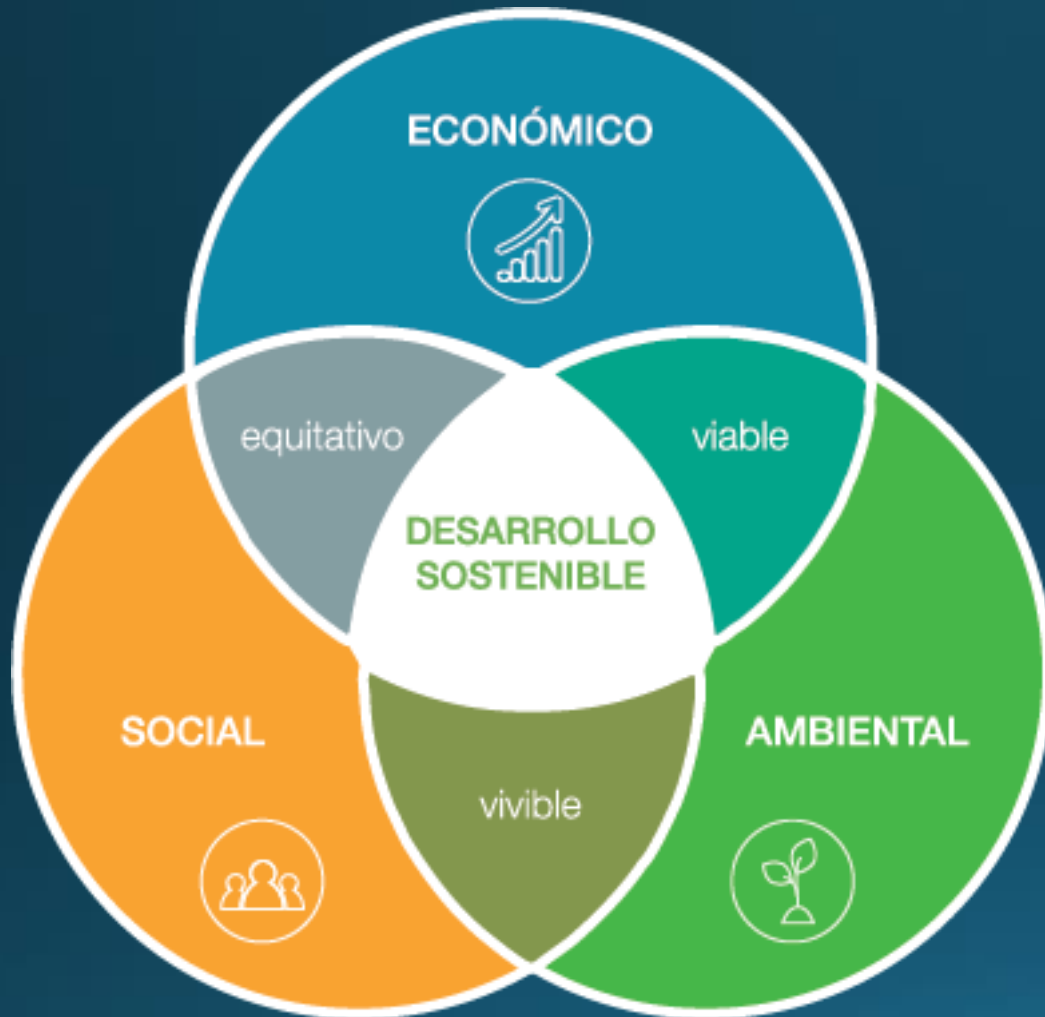 ECONÓMICO
equitativo
viable
DESARROLLO
SOSTENIBLE
SOCIAL
AMBIENTAL
vivible